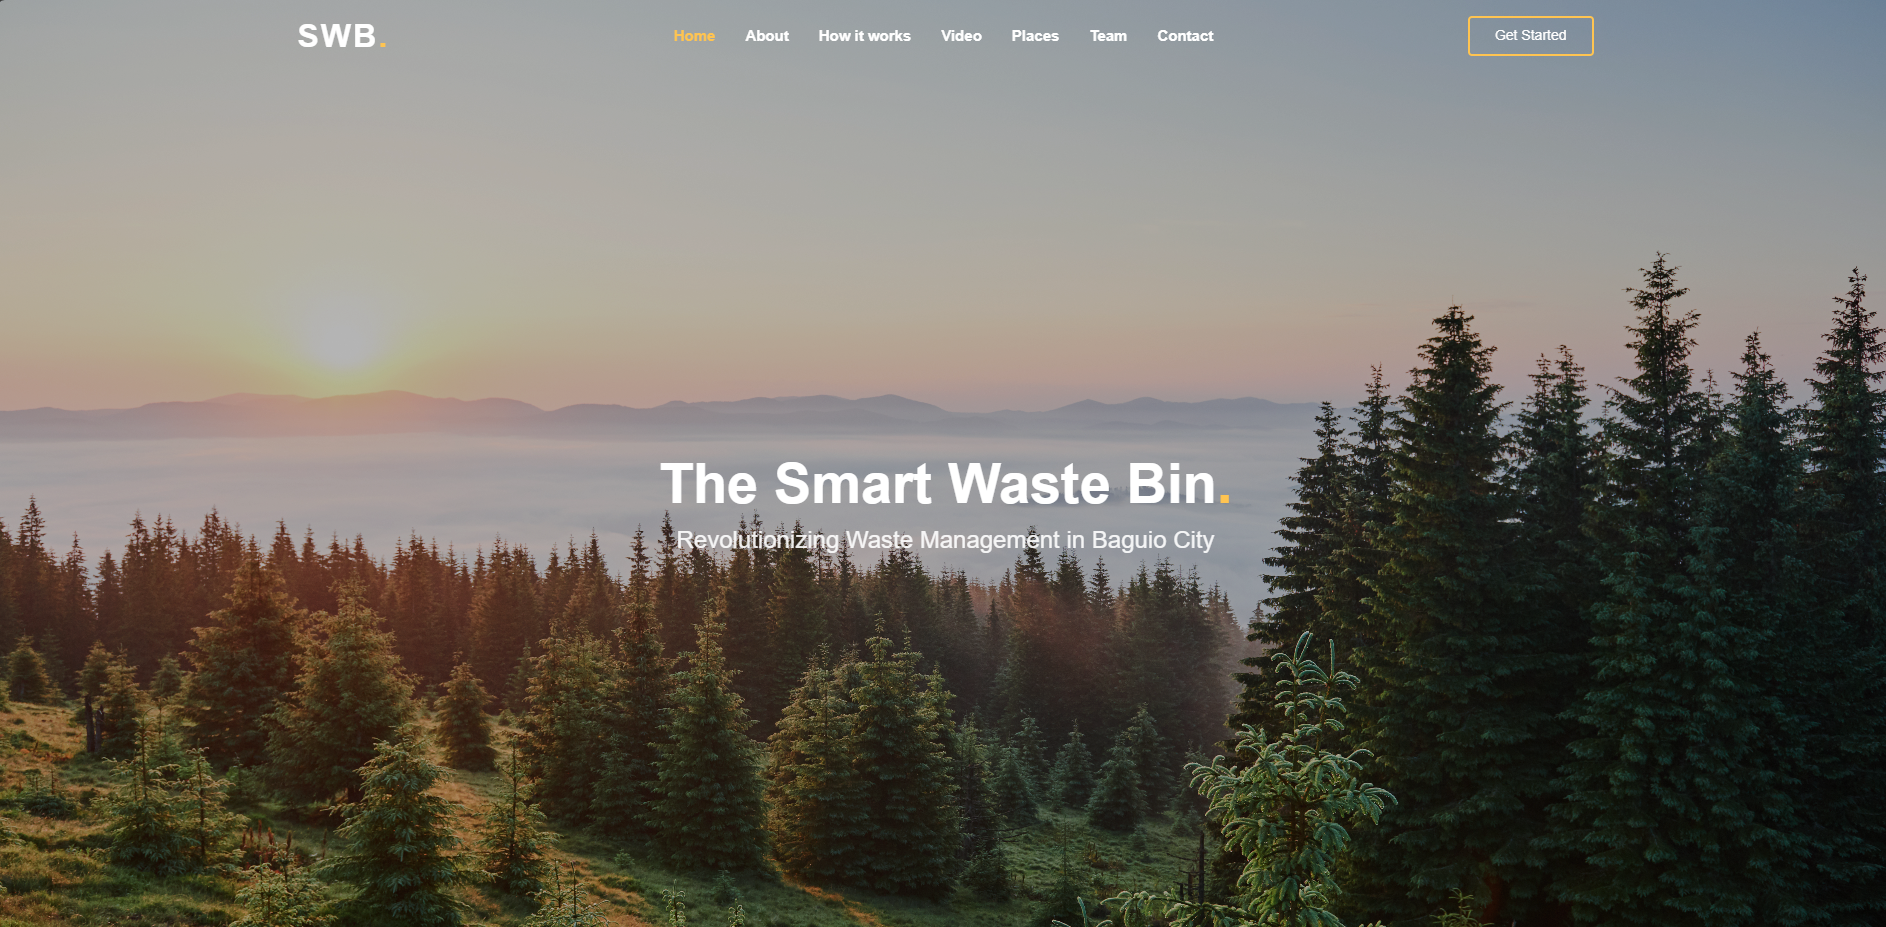 SWB.
Home About How it works Video Places Team Contact
Get Started
The Smart Waste Bin.
Revolutionizing Waste Management in Baguio City